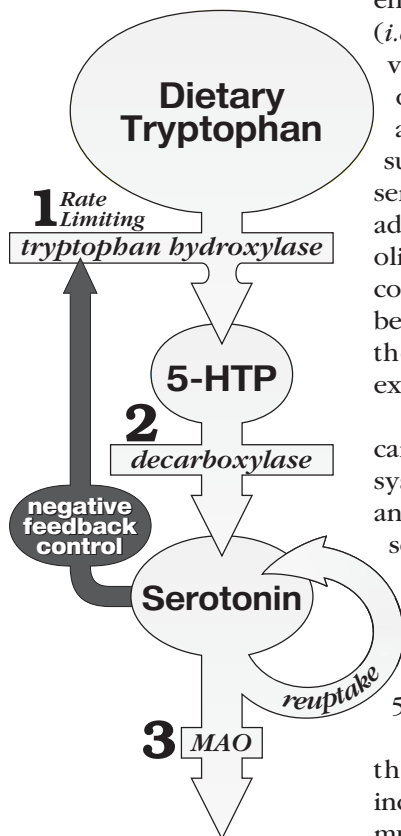 Dietary
Tryptophan
1 Rate
Limiting
tryptophan hydroxylase
5-HTP
2
decarboxylase
negative
feedback
control
Serotonin
reuptake
3 MAO